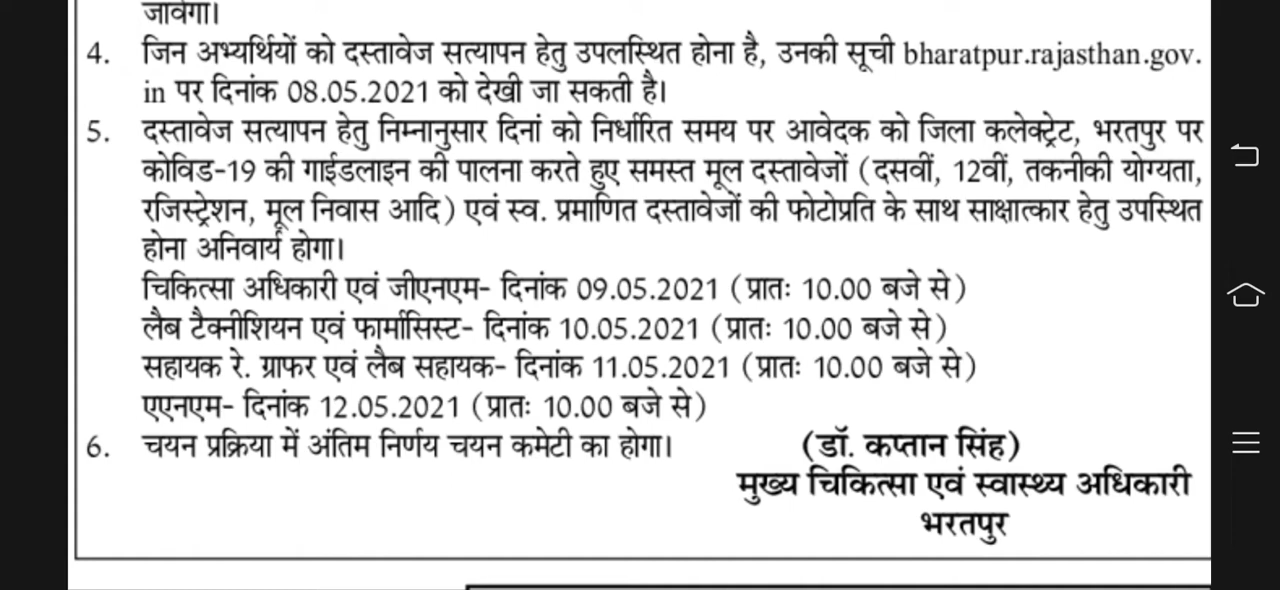 जावेगा।
4. जिन अभ्यर्थियों को दस्तावेज सत्यापन हेतु उपलस्थित होना है, उनकी सूची bharatpur.rajasthan.gov.
in पर दिनांक 08.05.2021 को देखी जा सकती है।
5. दस्तावेज सत्यापन हेतु निम्नानुसार दिनां को निर्धारित समय पर आवेदक को जिला कलेक्ट्रेट, भरतपुर पर
कोविड-19 की गाईडलाइन की पालना करते हुए समस्त मूल दस्तावेजों (दसवीं, 12वीं, तकनीकी योग्यता,
रजिस्ट्रेशन, मूल निवास आदि) एवं स्व. प्रमाणित दस्तावेजों की फोटोप्रति के साथ साक्षात्कार हेतु उपस्थित
होना अनिवार्य होगा।
चिकित्सा अधिकारी एवं जीएनएम- दिनांक 09.05.2021 (प्रातः 10.00 बजे से)
लैब टैक्नीशियन एवं फार्मासिस्ट- दिनांक 10.05.2021 (प्रातः 10.00 बजे से)
सहायक रे. ग्राफर एवं लैब सहायक- दिनांक 11.05.2021 (प्रातः 10.00 बजे से)
एएनएम- दिनांक 12.05.2021 (प्रातः 10.00 बजे से)
6. चयन प्रक्रिया में अंतिम निर्णय चयन कमेटी का होगा।
(डॉ. कप्तान सिंह)
मुख्य चिकित्सा एवं स्वास्थ्य अधिकारी
भरतपुर